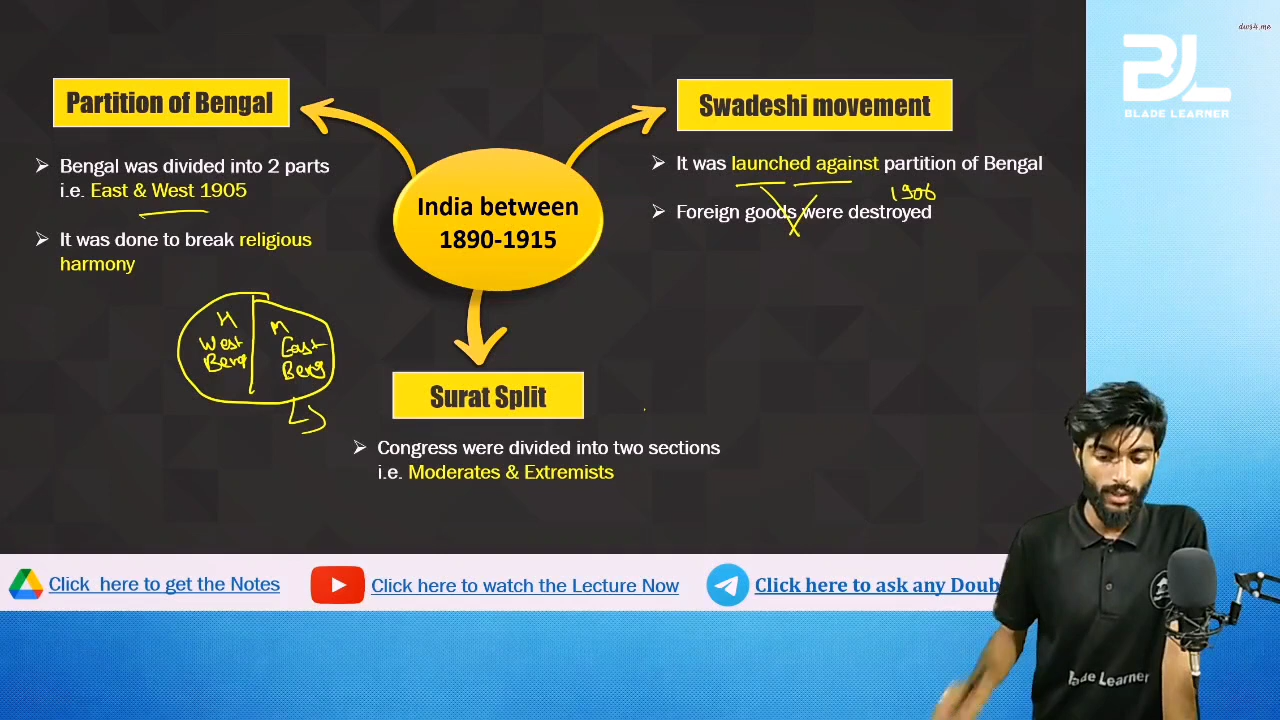 dws4.me
BL
BLADE LEARNER
Partition of Bengal
➢ Bengal was divided into 2 parts
i.e. East & West 1905
➢ It was done to break religious
harmony
H
West
Beng
M
East
Beng
India between
1890-1915
Swadeshi movement
➢ It was launched against partition of Bengal
1906
➢ Foreign goods were destroyed
Surat Split
➢ Congress were divided into two sections
i.e. Moderates & Extremists
Click here to get the Notes
Click here to watch the Lecture Now
Click here to ask any Doub
Blade Learner